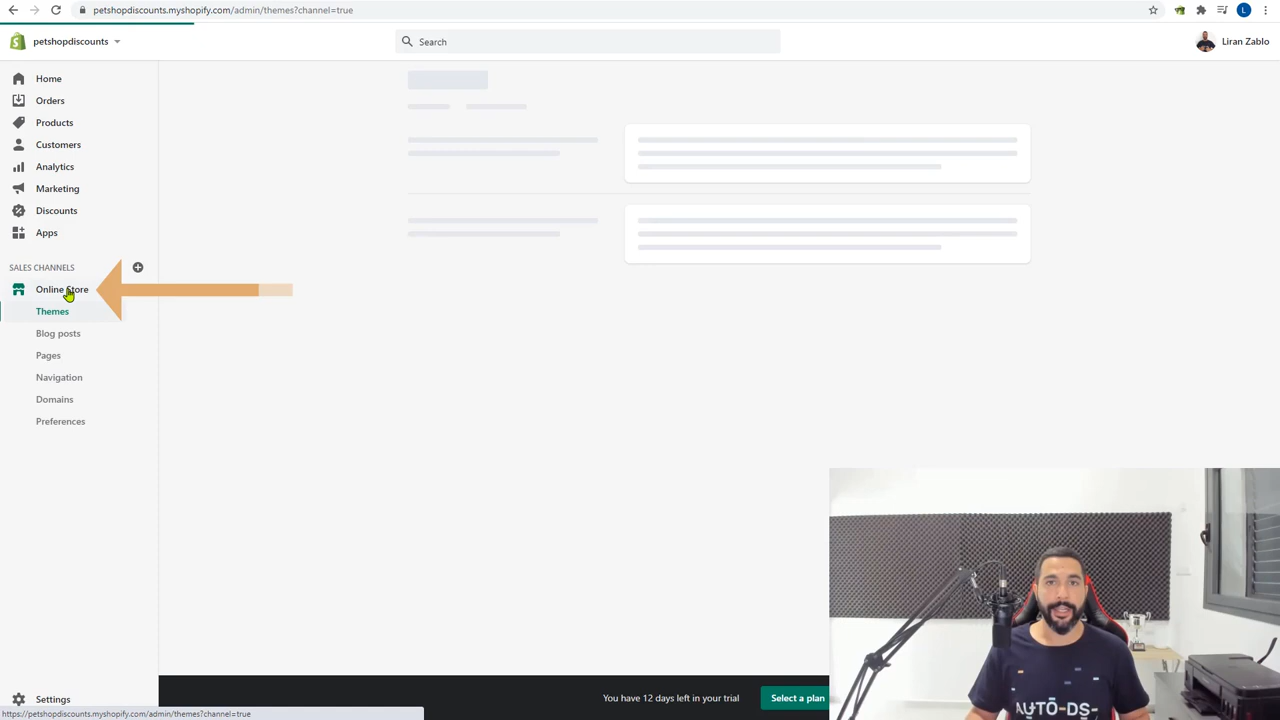 petshopdiscounts.myshopify.com/admin/themes?channel=true
L
petshopdiscounts
Search
Liran Zablo
Home
Orders
Products
Customers
Analytics
Marketing
Discounts
Apps
SALES CHANNELS
Online Store
Themes
Blog posts
Pages
Navigation
Domains
Preferences
Settings
You have 12 days left in your trial
Select a plan
https://petshopdiscounts.myshopify.com/admin/themes?channel=true
AUTO-DS